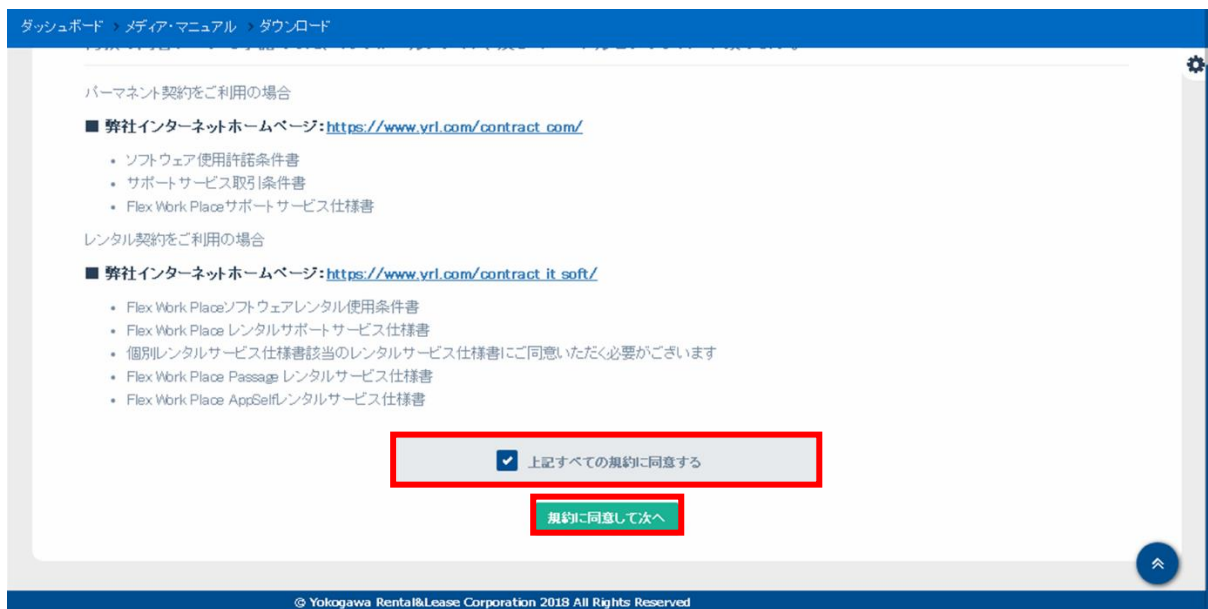 ダッシュボード > メディア・マニュアル > ダウンロード
パーマネント契約をご利用の場合
■ 弊社インターネットホームページ：https://www.yrl.com/contract_com/
• ソフトウェア使用許諾条件書
• サポートサービス取引条件書
• Flex Work Placeサポートサービス仕様書
レンタル契約をご利用の場合
■ 弊社インターネットホームページ：https://www.yrl.com/contract_it_soft/
• Flex Work Placeソフトウェアレンタル使用条件書
• Flex Work Place レンタルサポートサービス仕様書
• 個別レンタルサービス仕様書該当のレンタルサービス仕様書にご同意いただく必要がございます
• Flex Work Place Passage レンタルサービス仕様書
• Flex Work Place AppSelfレンタルサービス仕様書
上記すべての規約に同意する
規約に同意して次へ
© Yokogawa Rental&Lease Corporation 2018 All Rights Reserved